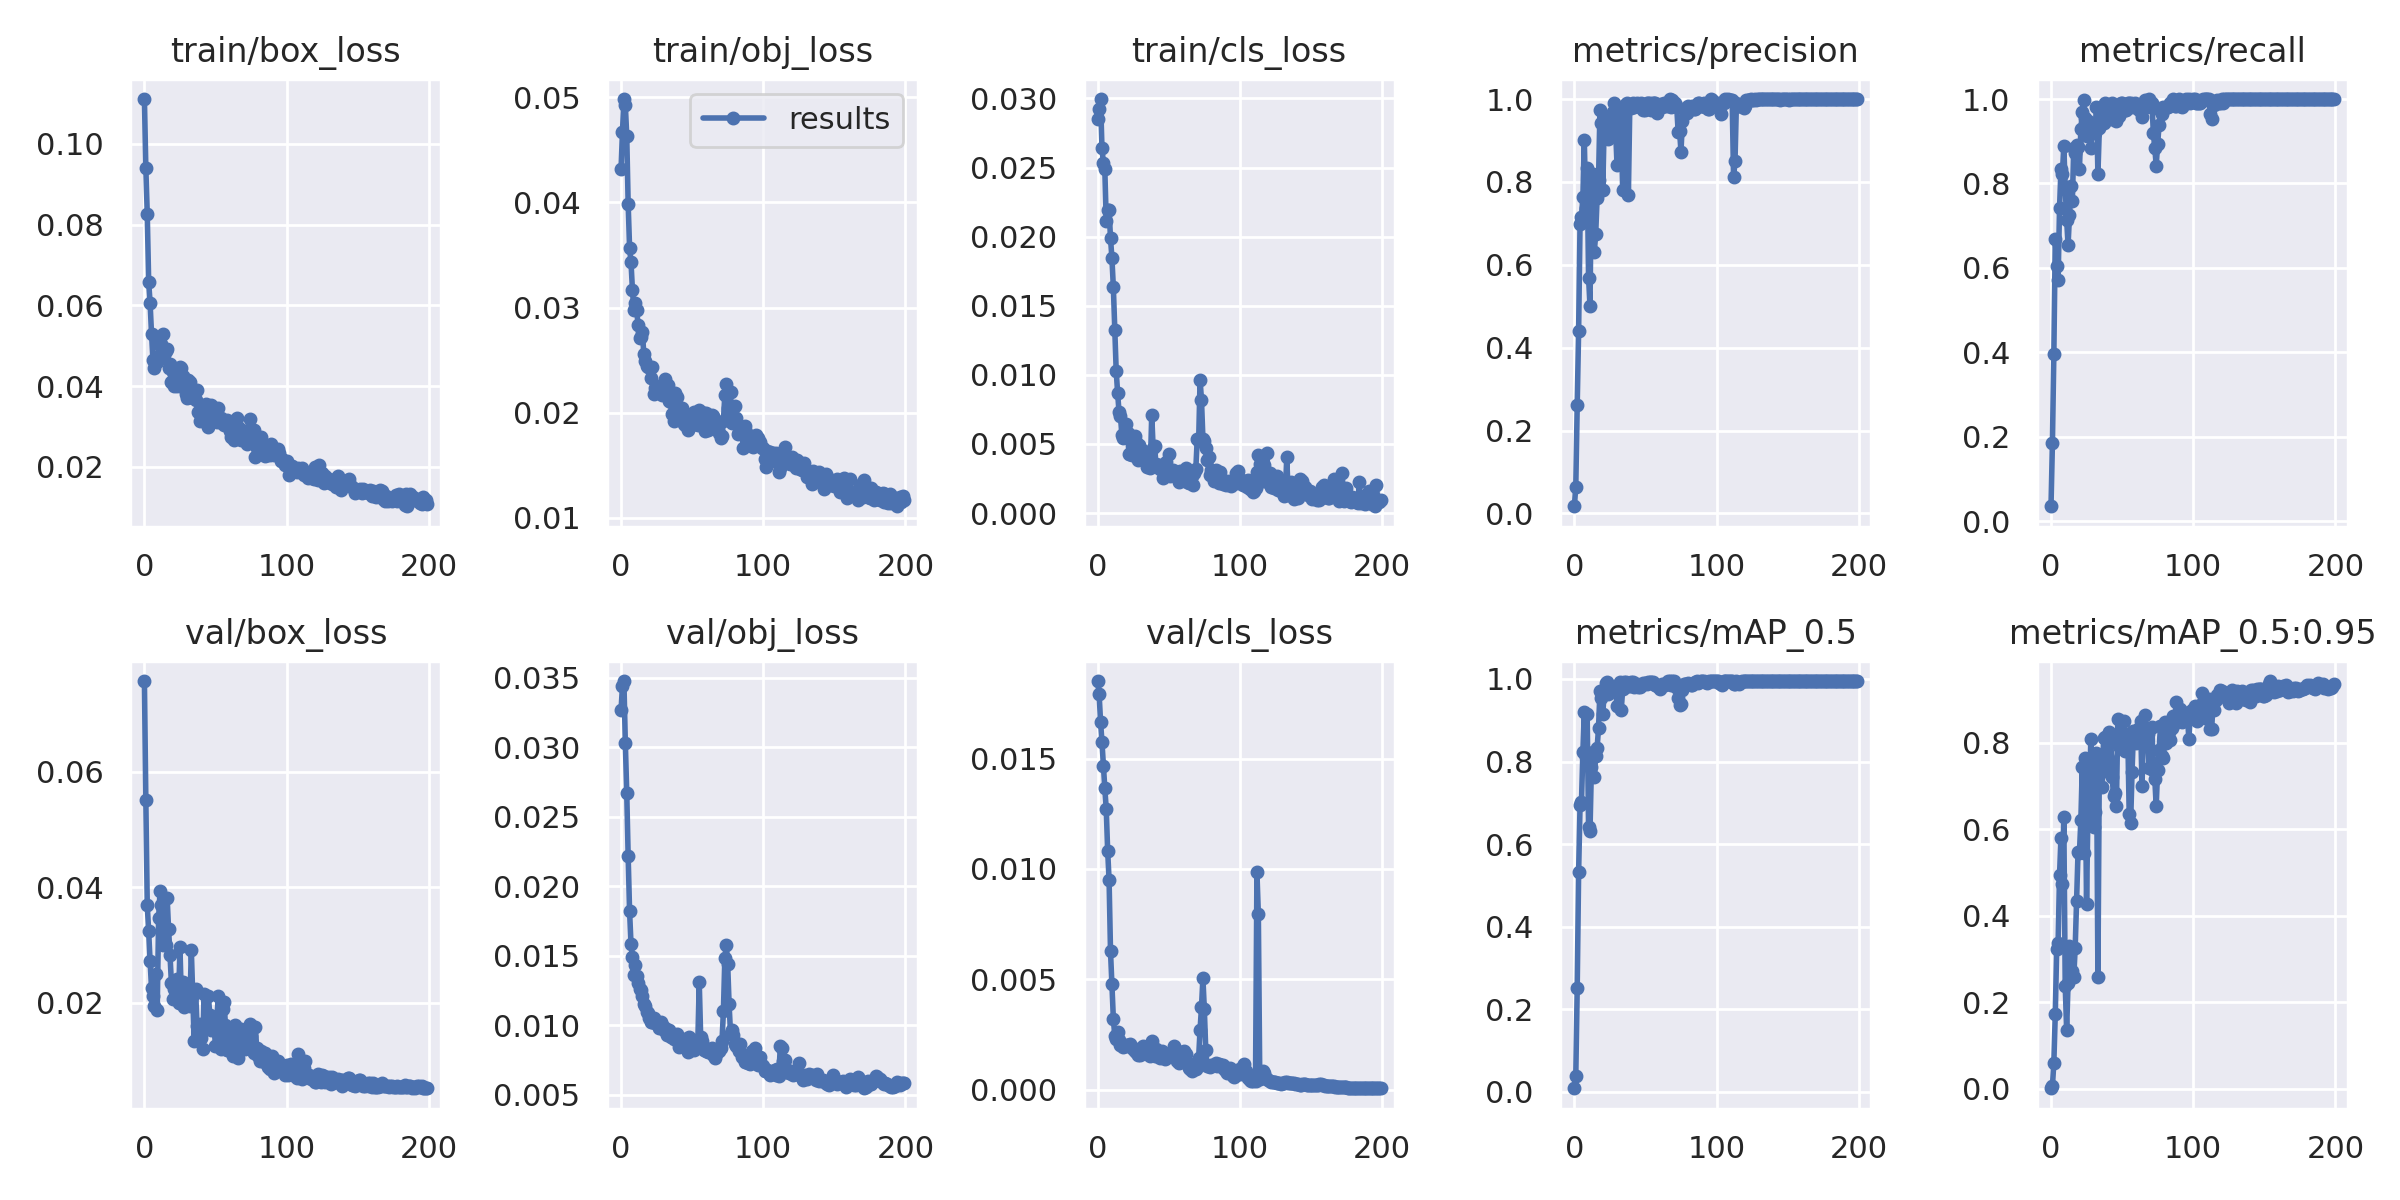 train/box_loss
0.10
0.08
0.06
0.04
0.02
0 100 200
train/obj_loss
results
0.05
0.04
0.03
0.02
0.01
0 100 200
train/cls_loss
0.030
0.025
0.020
0.015
0.010
0.005
0.000
0 100 200
metrics/precision
1.0
0.8
0.6
0.4
0.2
0.0
0 100 200
metrics/recall
1.0
0.8
0.6
0.4
0.2
0.0
0 100 200
val/box_loss
0.06
0.04
0.02
0 100 200
val/obj_loss
0.035
0.030
0.025
0.020
0.015
0.010
0.005
0 100 200
val/cls_loss
0.015
0.010
0.005
0.000
0 100 200
metrics/mAP_0.5
1.0
0.8
0.6
0.4
0.2
0.0
0 100 200
metrics/mAP_0.5:0.95
0.8
0.6
0.4
0.2
0.0
0 100 200